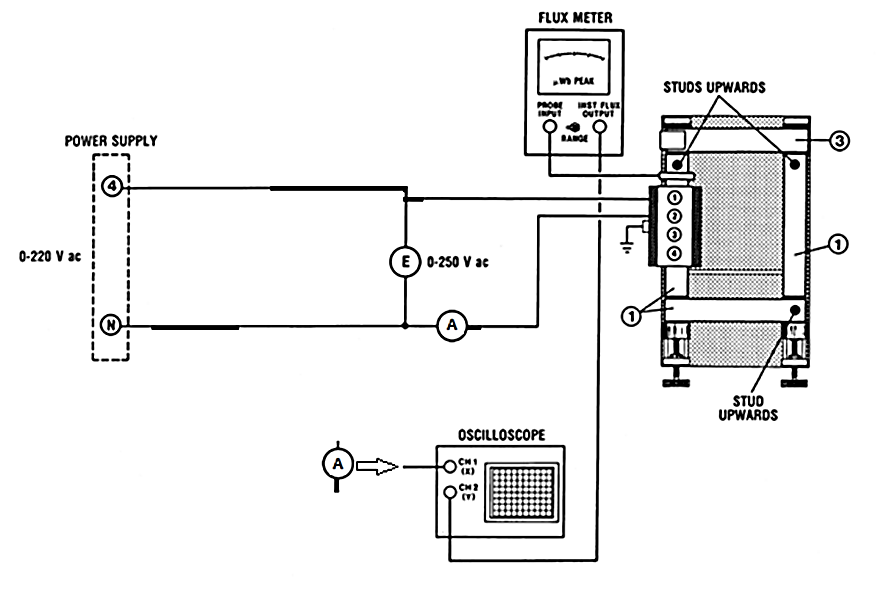 FLUX METER
µWb PEAK
PROBE INPUT
INST FLUX OUTPUT
RANGE
STUDS UPWARDS
3
POWER SUPPLY
4
0-220 V ac
E
0-250 V ac
N
A
1
2
3
4
1
1
STUD
UPWARDS
OSCILLOSCOPE
A
CH 1
(X)
CH 2
(Y)